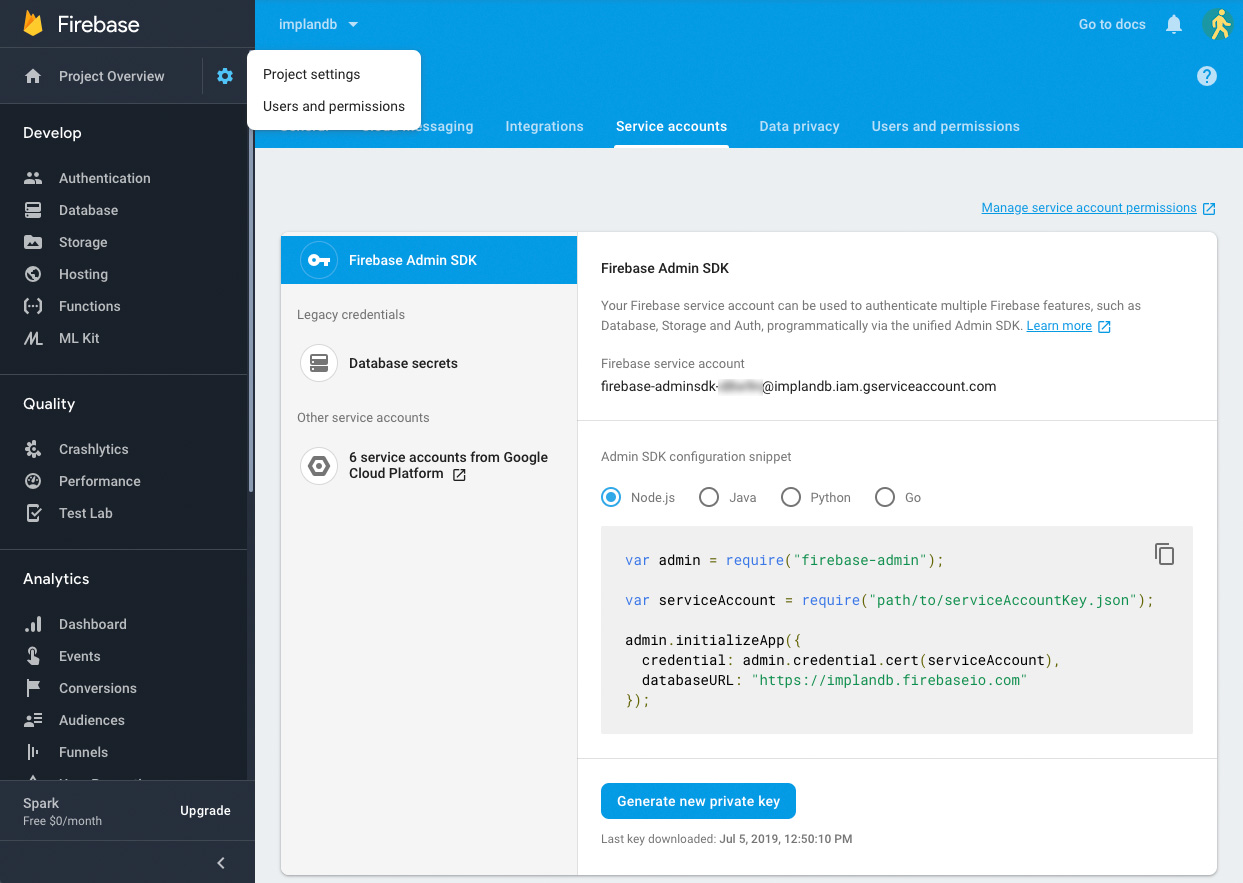 Firebase
implandb
Go to docs
Project Overview
Project settings
Users and permissions
Integrations
Service accounts
Data privacy
Users and permissions
Develop
Authentication
Database
Storage
Hosting
Functions
ML Kit
Quality
Crashlytics
Performance
Test Lab
Analytics
Dashboard
Events
Conversions
Audiences
Funnels
Spark
Free $0/month
Upgrade
Manage service account permissions
Firebase Admin SDK
Legacy credentials
Database secrets
Other service accounts
6 service accounts from Google
Cloud Platform
Firebase Admin SDK
Your Firebase service account can be used to authenticate multiple Firebase features, such as
Database, Storage and Auth, programmatically via the unified Admin SDK. Learn more
Firebase service account
firebase-adminsdk- @implandb.iam.gserviceaccount.com
Admin SDK configuration snippet
Node.js
Java
Python
Go
var admin = require("firebase-admin");
var serviceAccount = require("path/to/serviceAccountKey.json");
admin.initializeApp({
credential: admin.credential.cert(serviceAccount),
databaseURL: "https://implandb.firebaseio.com"
});
Generate new private key
Last key downloaded: Jul 5, 2019, 12:50:10 PM